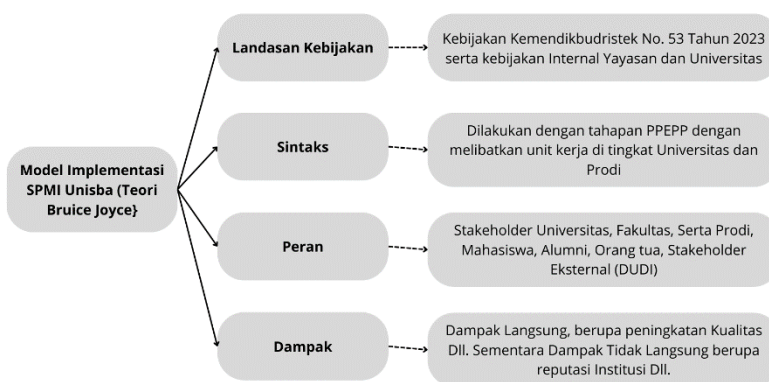 Landasan Kebijakan
Kebijakan Kemendikbudristek No. 53 Tahun 2023
serta kebijakan Internal Yayasan dan Universitas
Sintaks
Dilakukan dengan tahapan PPEPP dengan
melibatkan unit kerja di tingkat Universitas dan
Prodi
Model Implementasi
SPMI Unisba (Teori
Bruice Joyce}
Peran
Stakeholder Universitas, Fakultas, Serta Prodi,
Mahasiswa, Alumni, Orang tua, Stakeholder
Eksternal (DUDI)
Dampak
Dampak Langsung, berupa peningkatan Kualitas
Dll. Sementara Dampak Tidak Langsung berupa
reputasi Institusi Dll.